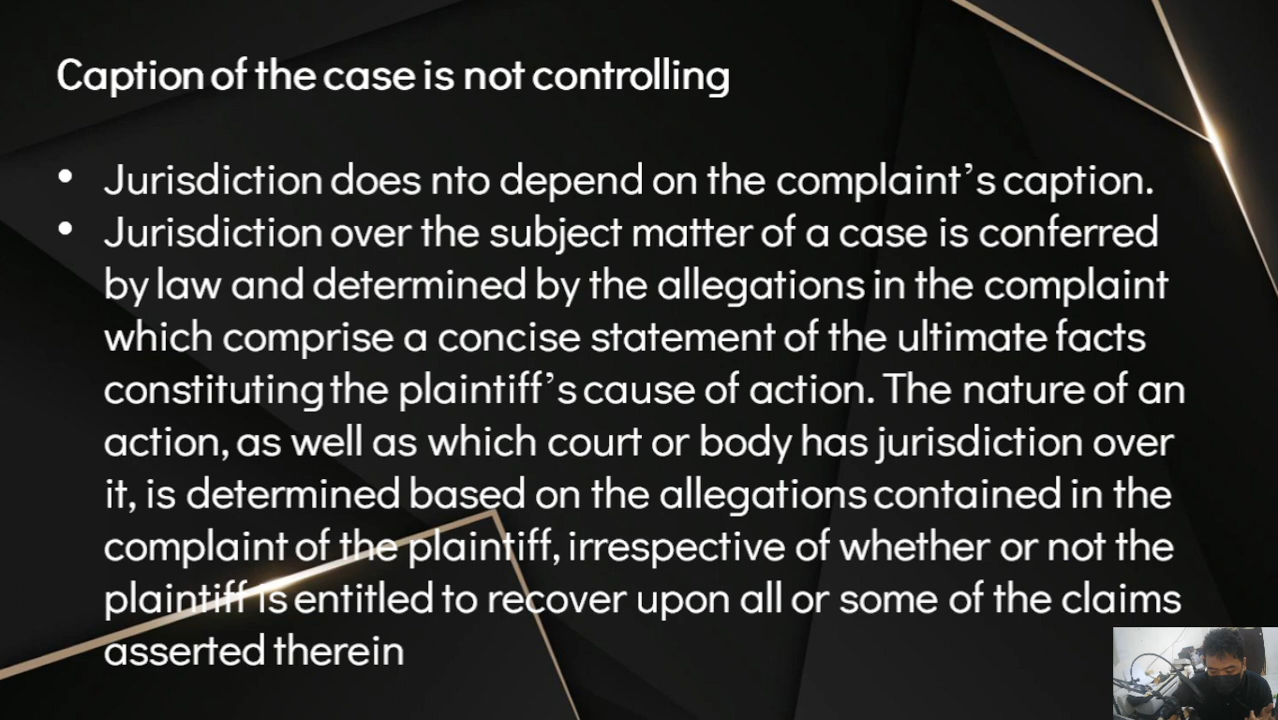 Caption of the case is not controlling
• Jurisdiction does nto depend on the complaint’s caption.
• Jurisdiction over the subject matter of a case is conferred
by law and determined by the allegations in the complaint
which comprise a concise statement of the ultimate facts
constituting the plaintiff’s cause of action. The nature of an
action, as well as which court or body has jurisdiction over
it, is determined based on the allegations contained in the
complaint of the plaintiff, irrespective of whether or not the
plaintiff is entitled to recover upon all or some of the claims
asserted therein